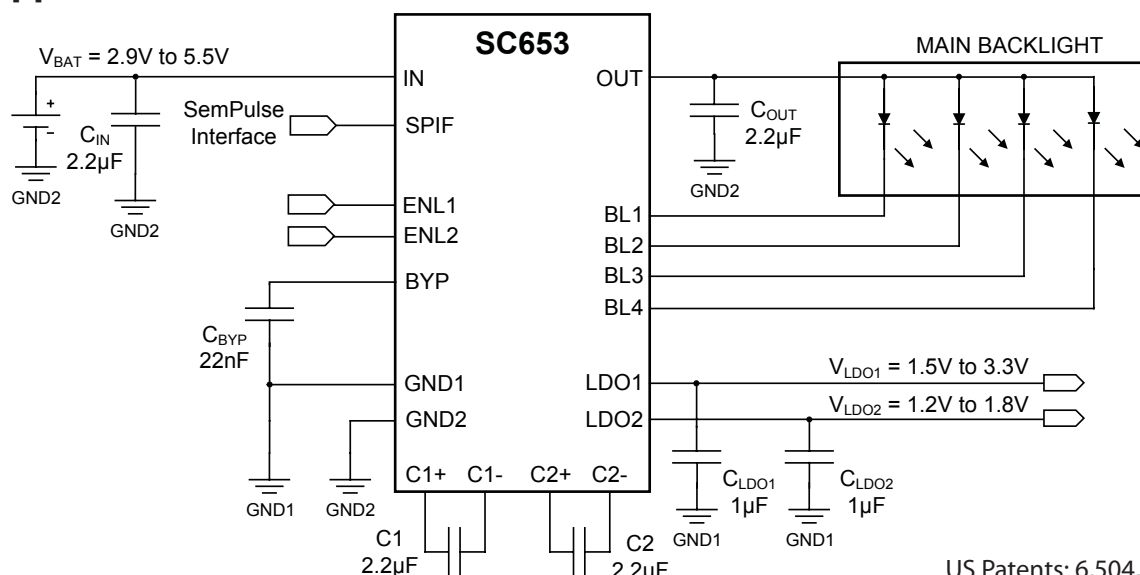 SC653
V_BAT = 2.9V to 5.5V
MAIN BACKLIGHT
IN
OUT
+
-
C_IN
2.2µF
SemPulse
Interface
SPIF
C_OUT
2.2µF
GND2
GND2
GND2
ENL1
ENL2
BL1
BL2
BL3
BL4
BYP
C_BYP
22nF
GND1
GND2
LDO1
LDO2
V_LDO1 = 1.5V to 3.3V
V_LDO2 = 1.2V to 1.8V
C1+ C1- C2+ C2-
GND1
GND2
C_LDO1
1µF
C_LDO2
1µF
GND1
GND1
C1
2.2µF
C2
2.2µF
US Patents: 6,504,